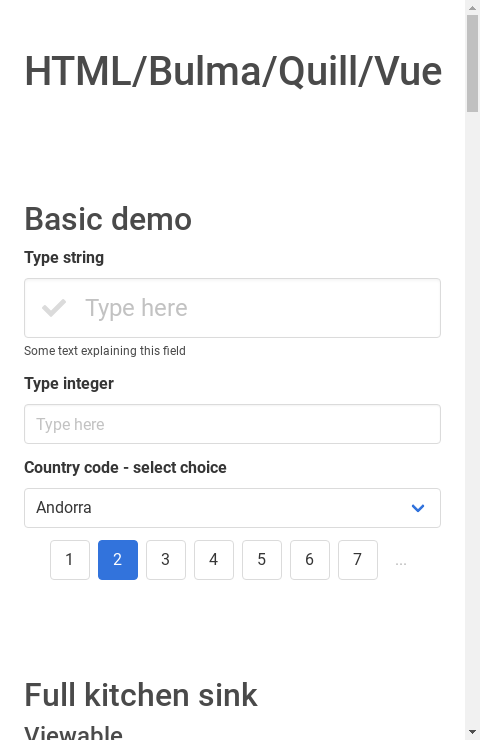 HTML/Bulma/Quill/Vue
Basic demo
Type string
Type here
Some text explaining this field
Type integer
Type here
Country code - select choice
Andorra
1 2 3 4 5 6 7 ...
Full kitchen sink
Viewable